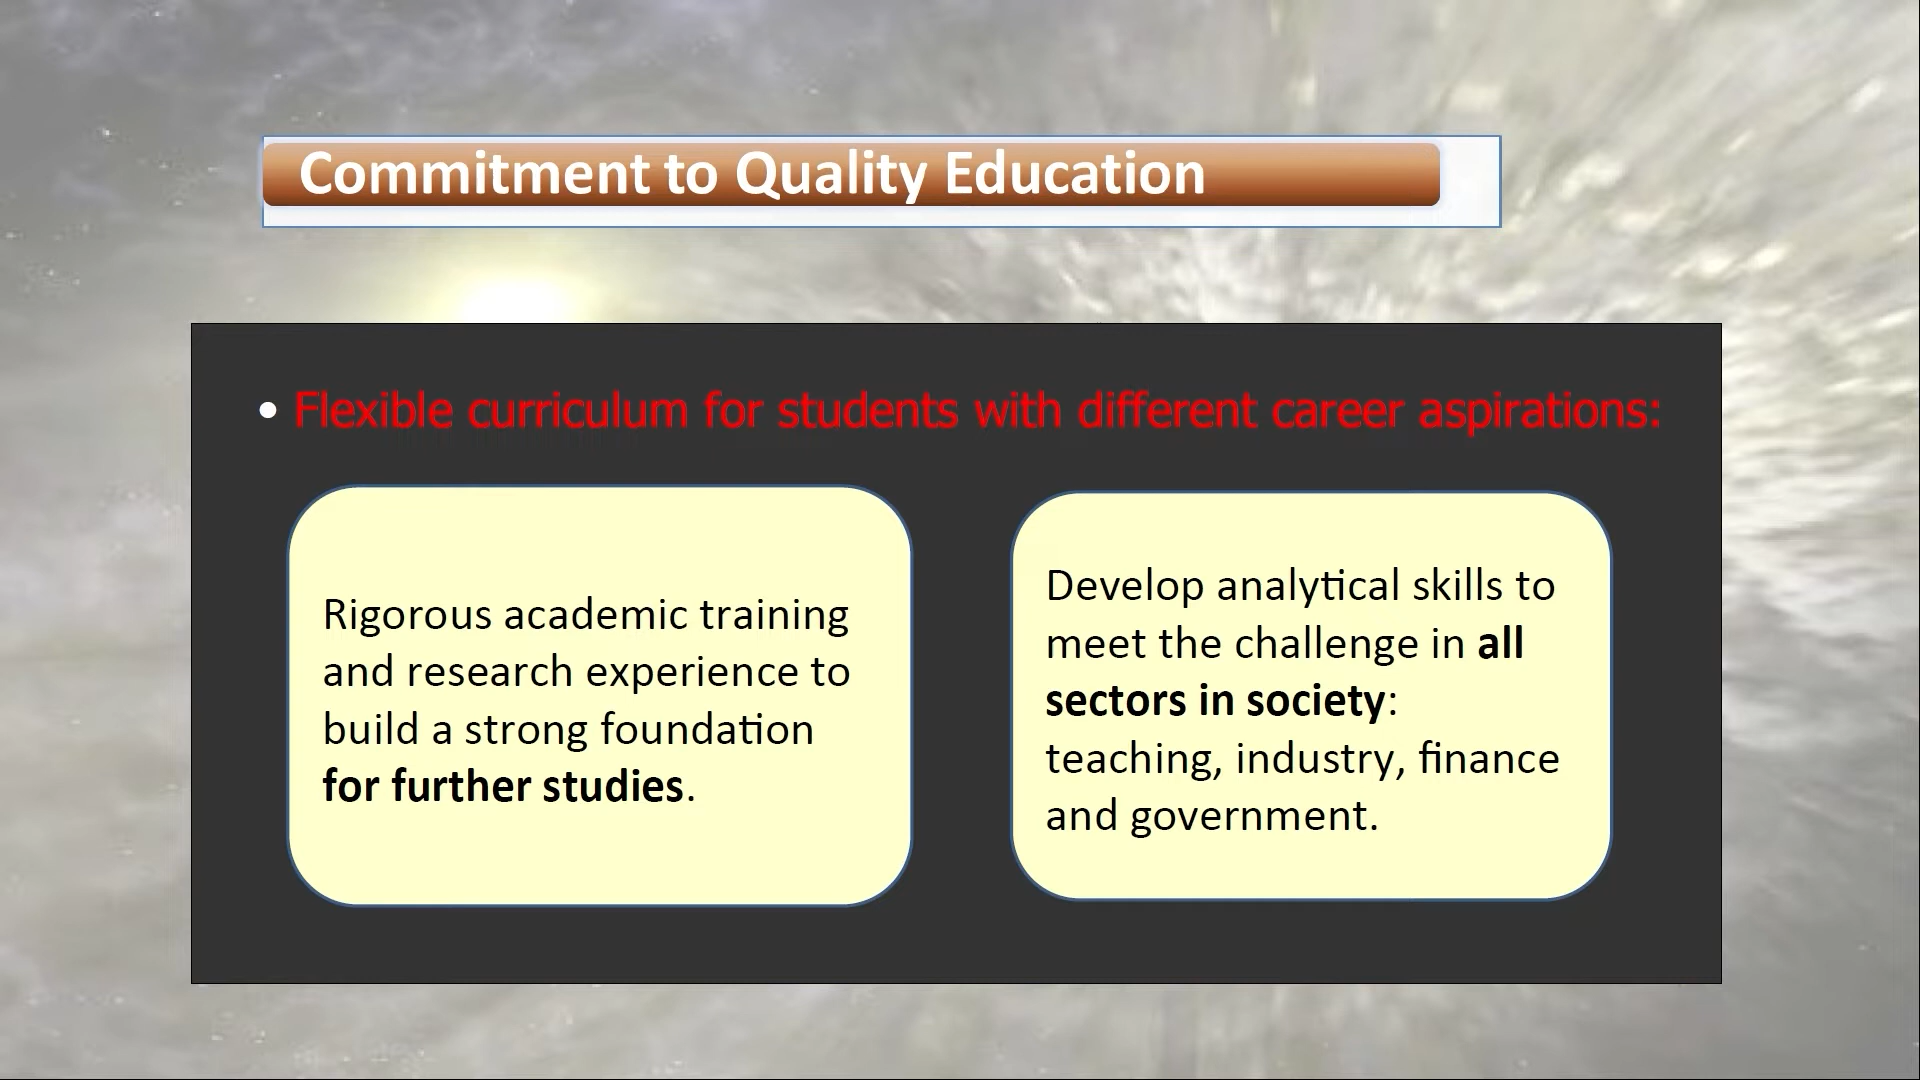 Commitment to Quality Education
• Flexible curriculum for students with different career aspirations:
Rigorous academic training
and research experience to
build a strong foundation
for further studies.
Develop analytical skills to
meet the challenge in all
sectors in society:
teaching, industry, finance
and government.